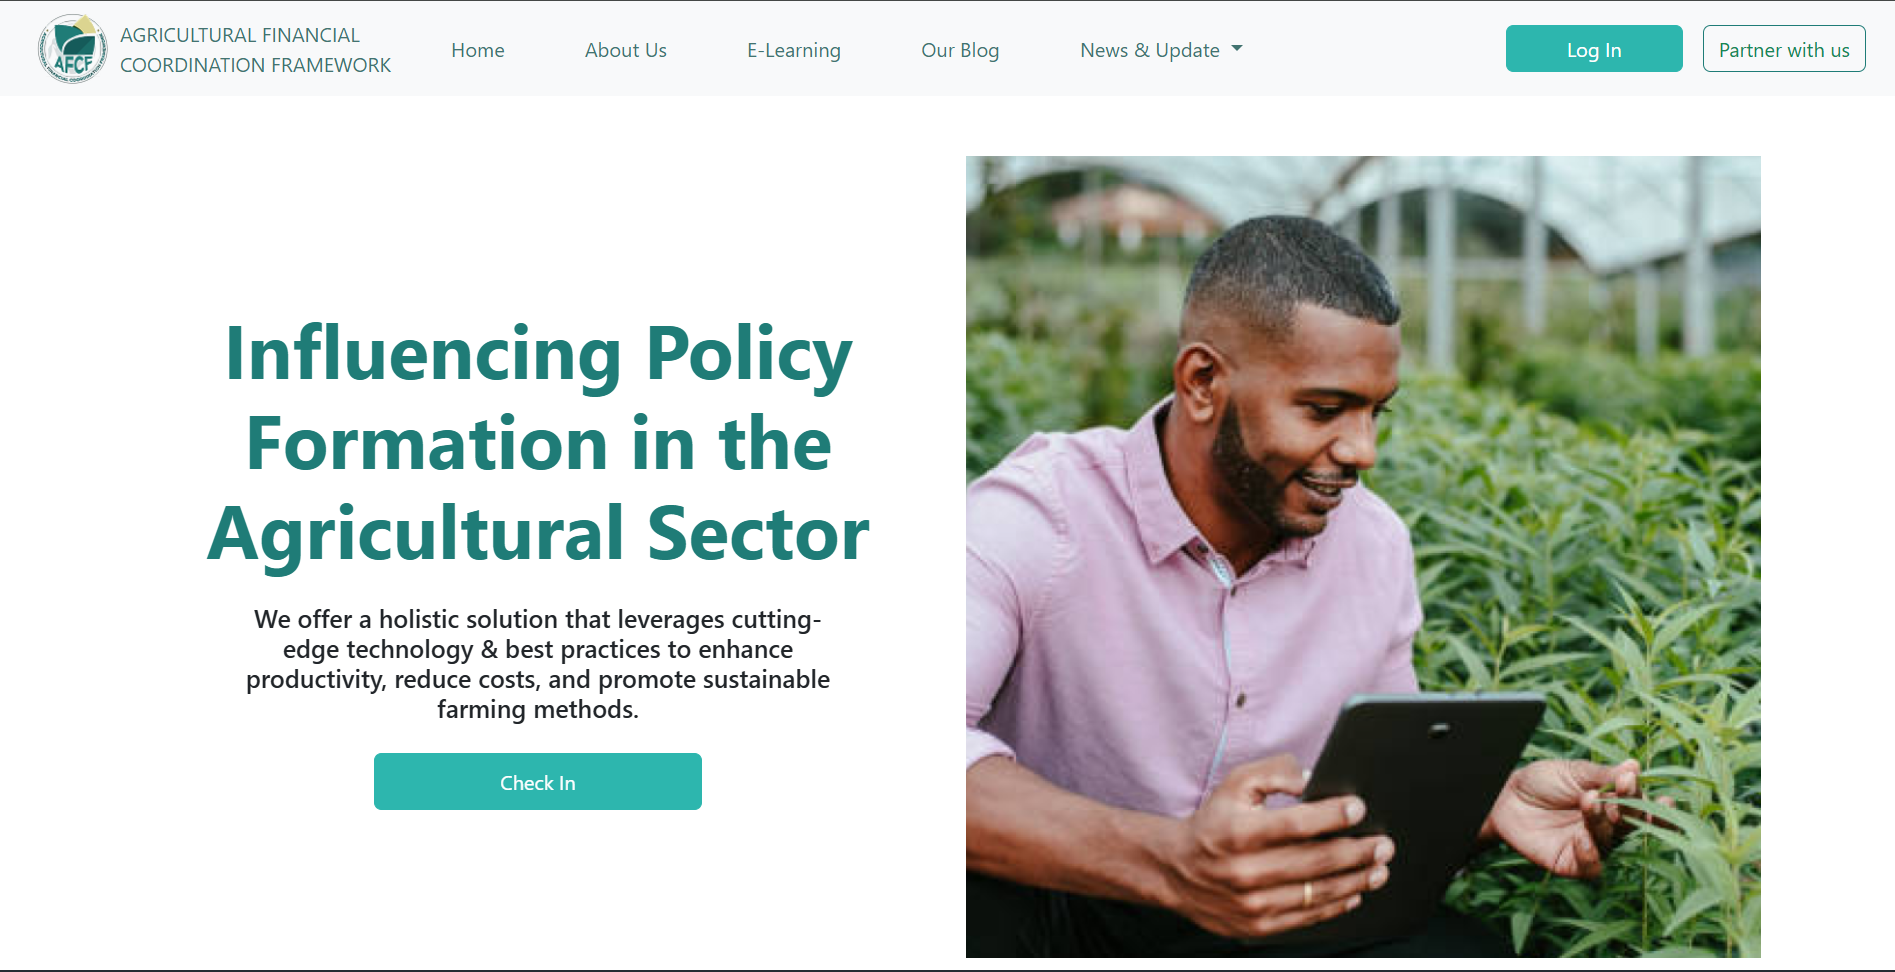 AFCF
AGRICULTURAL FINANCIAL
COORDINATION FRAMEWORK
Home
About Us
E-Learning
Our Blog
News & Update
Log In
Partner with us
Influencing Policy
Formation in the
Agricultural Sector
We offer a holistic solution that leverages cutting-
edge technology & best practices to enhance
productivity, reduce costs, and promote sustainable
farming methods.
Check In